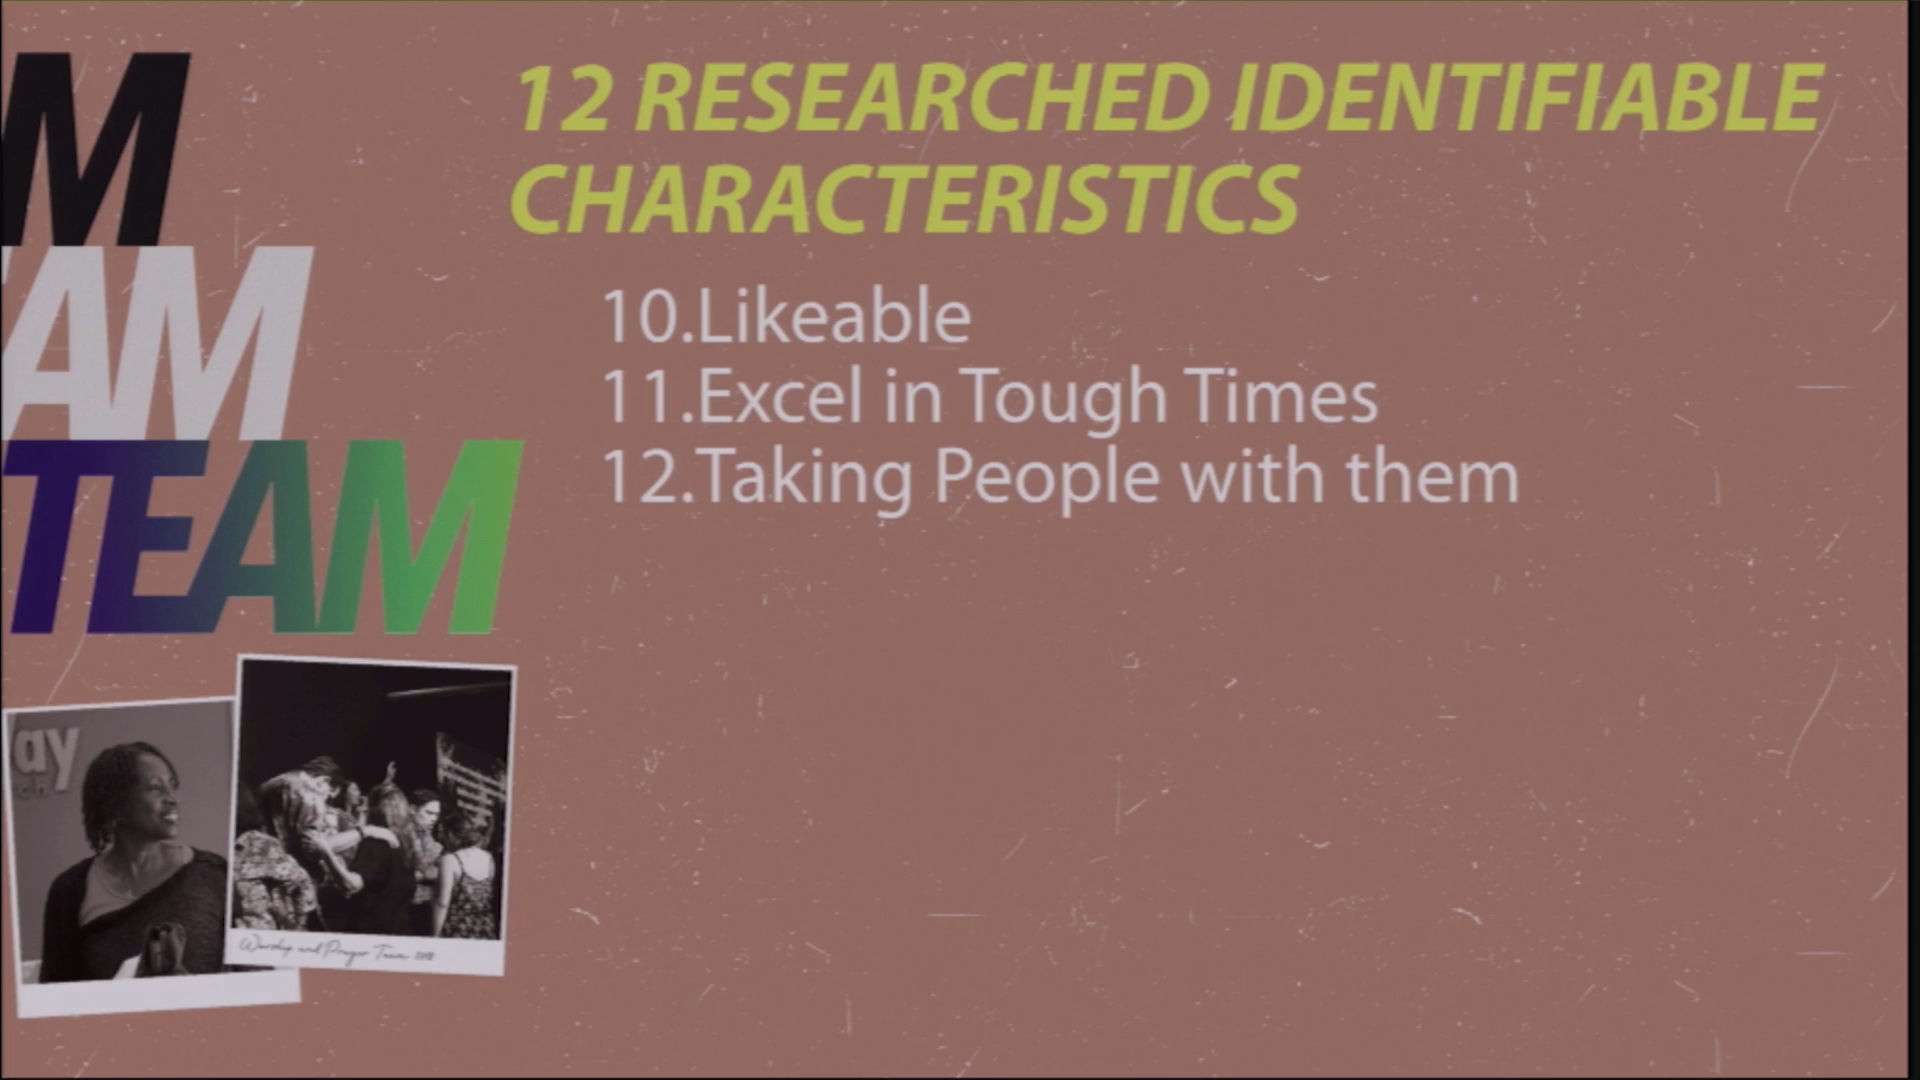 12 RESEARCHED IDENTIFIABLE
CHARACTERISTICS
10.Likeable
11.Excel in Tough Times
12.Taking People with them
M
AM
TEAM
ay
Worship and Prayer Team 2018